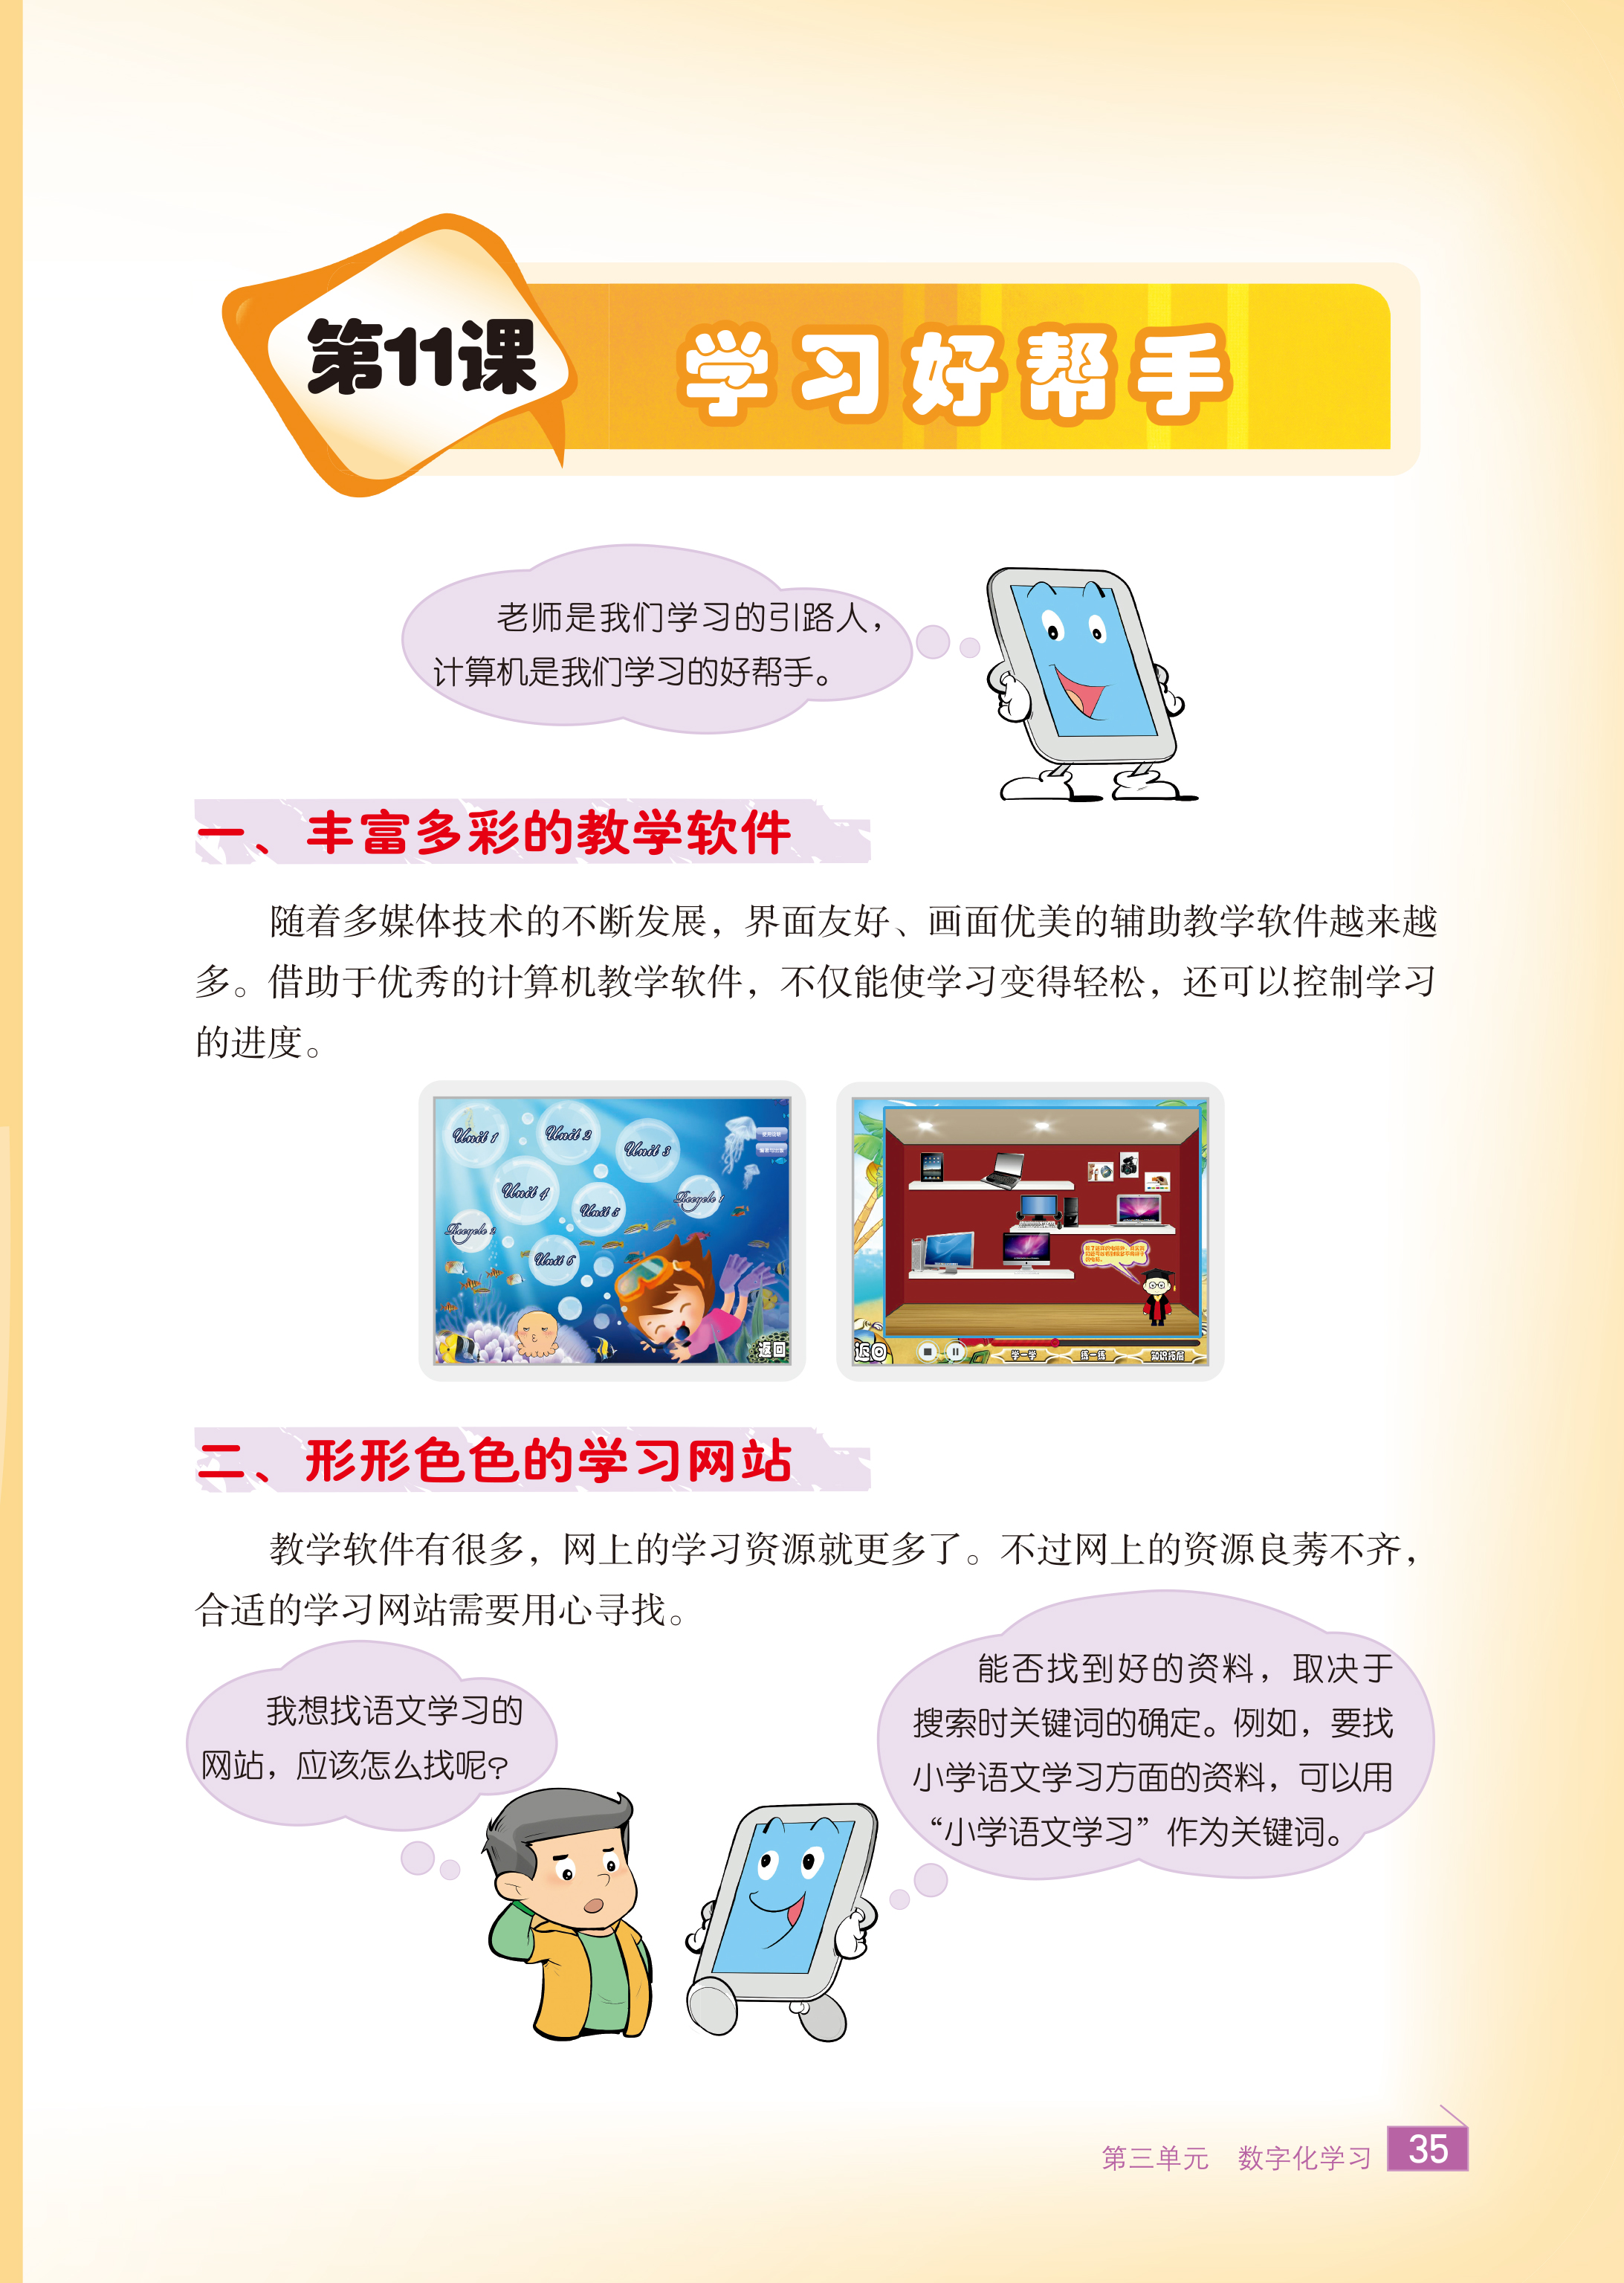 第11课
学习好帮手
老师是我们学习的引路人，
计算机是我们学习的好帮手。
一、丰富多彩的教学软件
随着多媒体技术的不断发展，界面友好、画面优美的辅助教学软件越来越
多。借助于优秀的计算机教学软件，不仅能使学习变得轻松，还可以控制学习
的进度。
Unit 1
Unit 2
Unit 3
Unit 4
Unit 5
Recycle 1
Recycle 2
Unit 6
返回
返回
学一学
练一练
知识拓展
二、形形色色的学习网站
教学软件有很多，网上的学习资源就更多了。不过网上的资源良莠不齐，
合适的学习网站需要用心寻找。
我想找语文学习的
网站，应该怎么找呢？
能否找到好的资料，取决于
搜索时关键词的确定。例如，要找
小学语文学习方面的资料，可以用
“小学语文学习”作为关键词。
第三单元 数字化学习
35